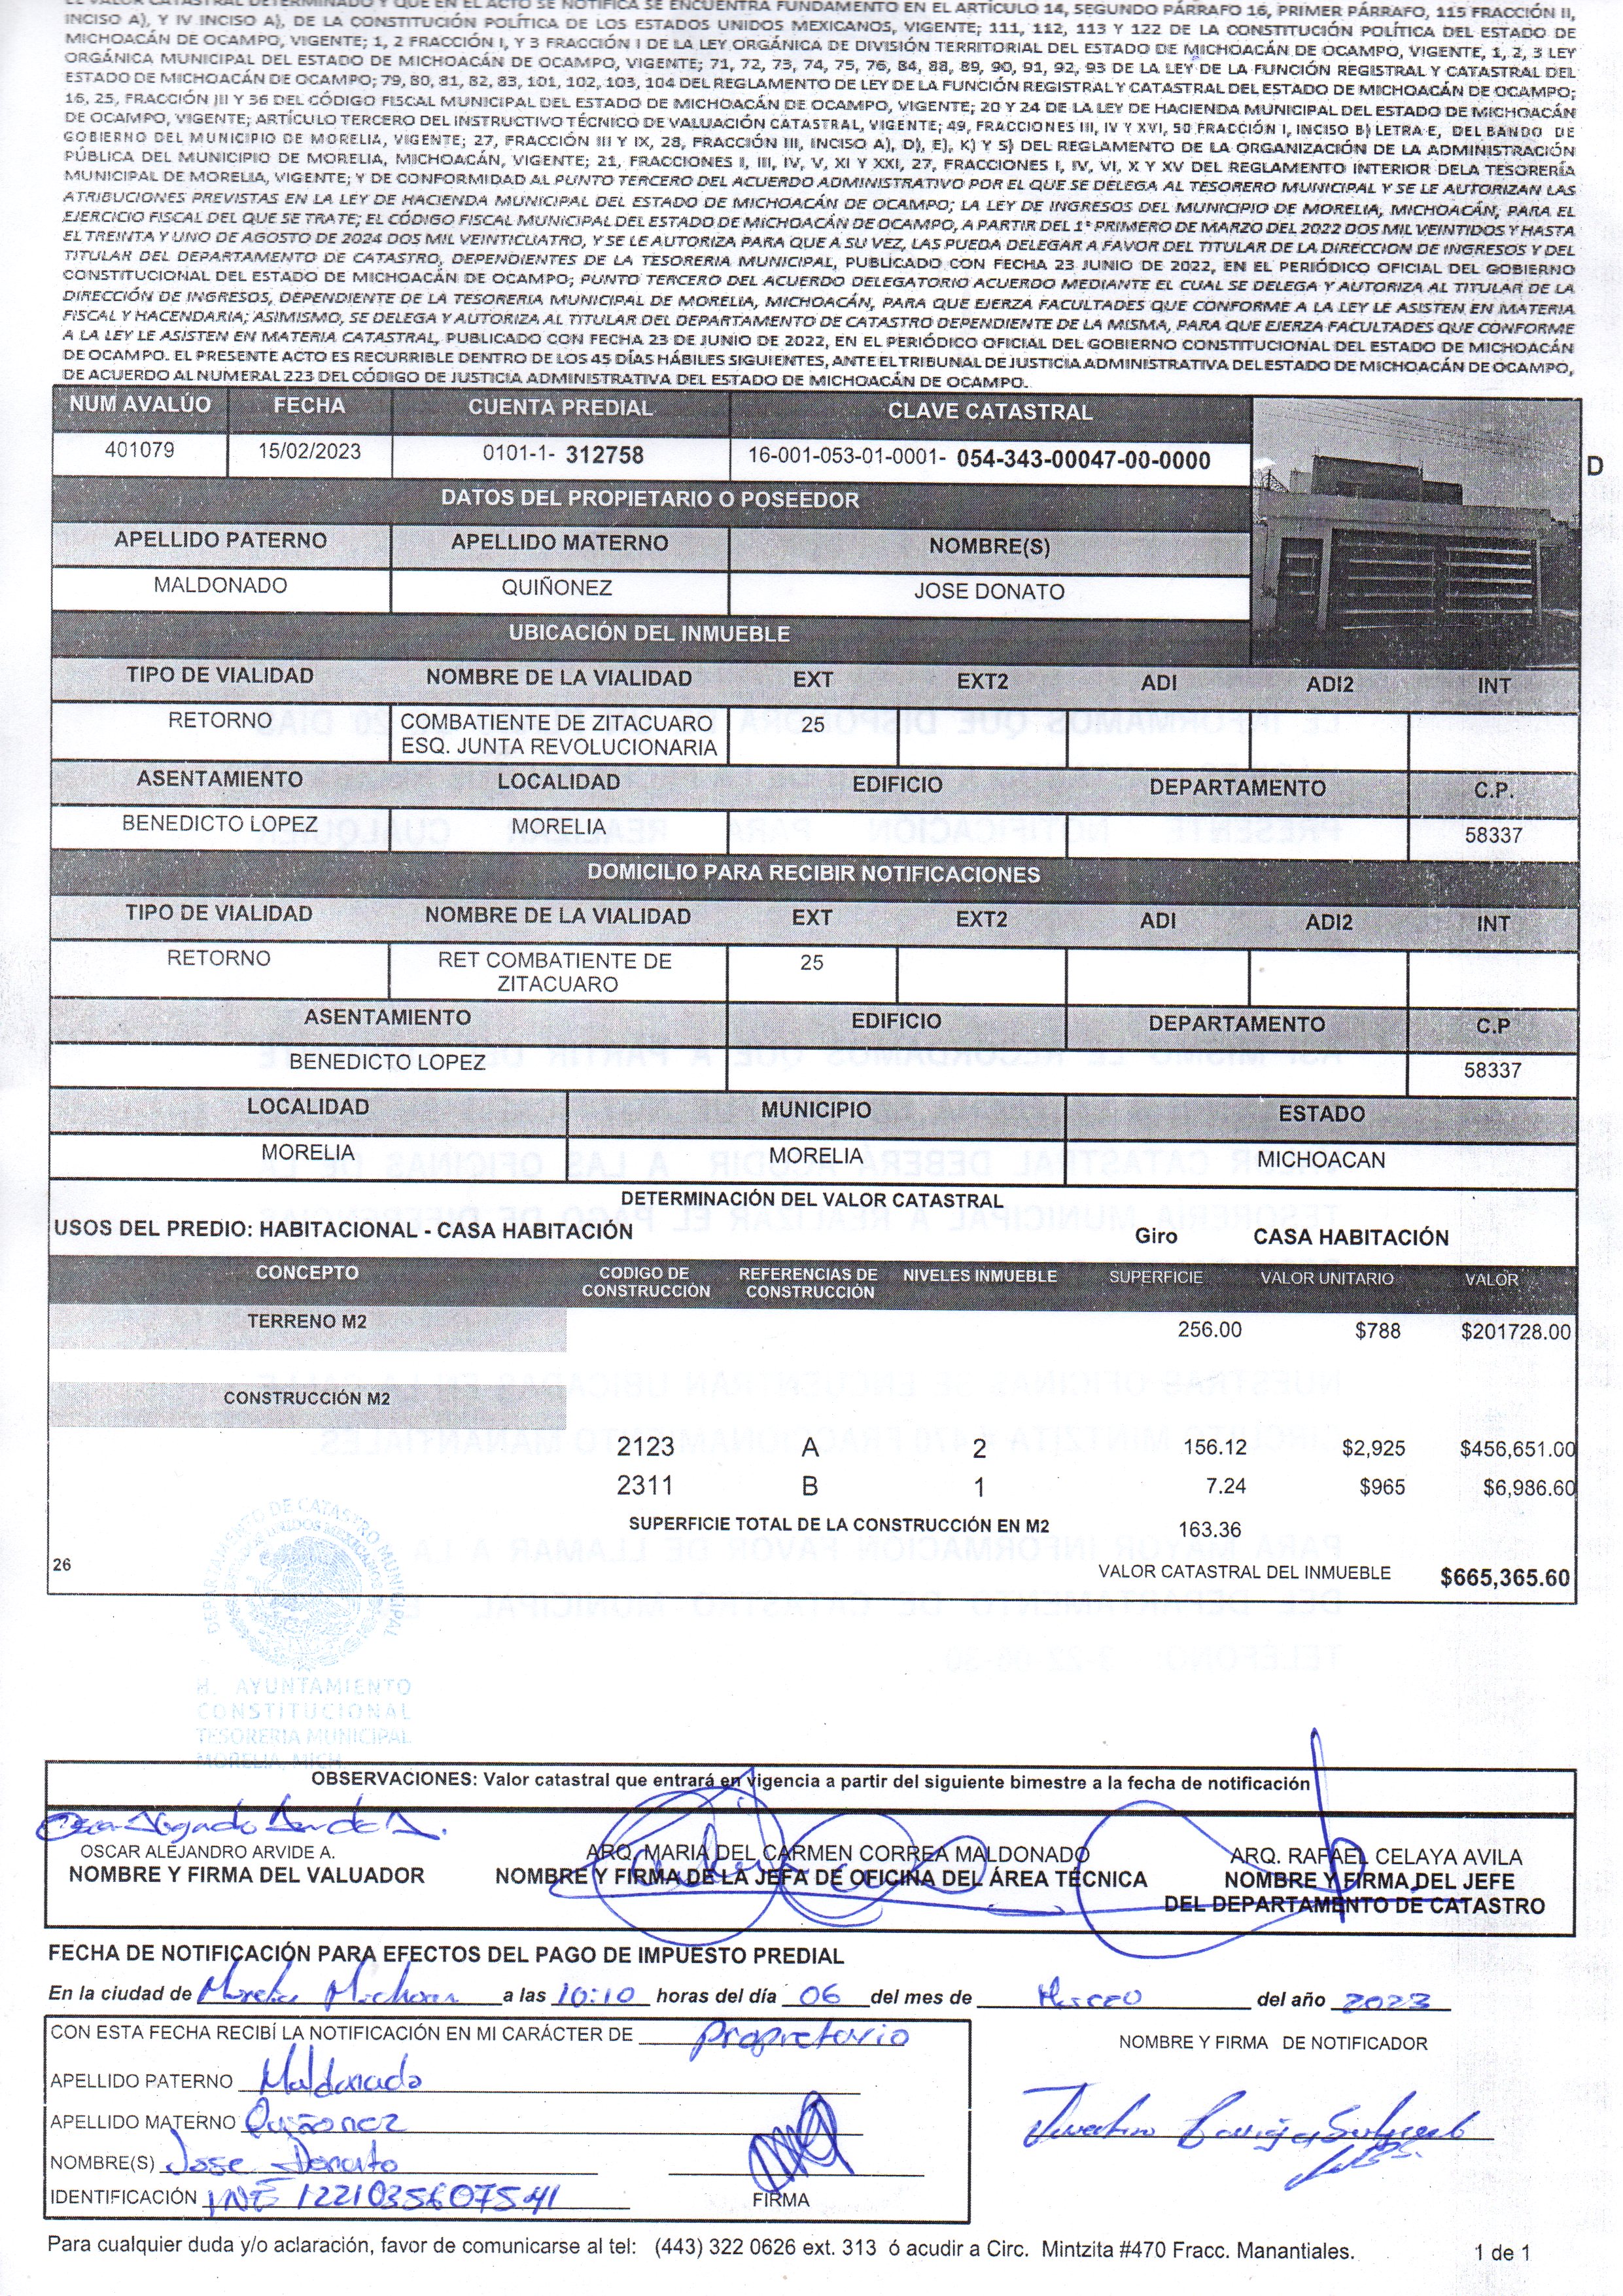 EL VALOR CATASTRAL DETERMINADO Y QUE EN EL ACTO SE NOTIFICA SE ENCUENTRA FUNDAMENTO EN EL ARTÍCULO 14, SEGUNDO PÁRRAFO 16, PRIMER PÁRRAFO, 115 FRACCIÓN II,
INCISO A), Y IV INCISO A), DE LA CONSTITUCIÓN POLÍTICA DE LOS ESTADOS UNIDOS MEXICANOS, VIGENTE; 111, 112, 113 Y 122 DE LA CONSTITUCIÓN POLÍTICA DEL ESTADO DE
MICHOACÁN DE OCAMPO, VIGENTE; 1, 2 FRACCIÓN I, Y 3 FRACCIÓN I DE LA LEY ORGÁNICA DE DIVISIÓN TERRITORIAL DEL ESTADO DE MICHOACÁN DE OCAMPO, VIGENTE, 1, 2, 3 LEY
ORGÁNICA MUNICIPAL DEL ESTADO DE MICHOACÁN DE OCAMPO, VIGENTE; 71, 72, 73, 74, 75, 76, 84, 88, 89, 90, 91, 92, 93 DE LA LEY DE LA FUNCIÓN REGISTRAL Y CATASTRAL DEL
ESTADO DE MICHOACÁN DE OCAMPO; 79, 80, 81, 82, 83, 101, 102, 103, 104 DEL REGLAMENTO DE LEY DE LA FUNCIÓN REGISTRAL Y CATASTRAL DEL ESTADO DE MICHOACÁN DE OCAMPO;
16, 25, FRACCIÓN III Y 36 DEL CÓDIGO FISCAL MUNICIPAL DEL ESTADO DE MICHOACÁN DE OCAMPO, VIGENTE; 20 Y 24 DE LA LEY DE HACIENDA MUNICIPAL DEL ESTADO DE MICHOACÁN
DE OCAMPO, VIGENTE; ARTÍCULO TERCERO DEL INSTRUCTIVO TÉCNICO DE VALUACIÓN CATASTRAL, VIGENTE; 49, FRACCIONES III, IV Y XVI, 50 FRACCIÓN I, INCISO B) LETRA E, DEL BANDO DE
GOBIERNO DEL MUNICIPIO DE MORELIA, VIGENTE; 27, FRACCIÓN III Y IX, 28, FRACCIÓN III, INCISO A), D), E), K) Y S) DEL REGLAMENTO DE LA ORGANIZACIÓN DE LA ADMINISTRACIÓN
PÚBLICA DEL MUNICIPIO DE MORELIA, MICHOACÁN, VIGENTE; 21, FRACCIONES I, III, IV, V, XI Y XXI, 27, FRACCIONES I, IV, VI, X Y XV DEL REGLAMENTO INTERIOR DELA TESORERÍA
MUNICIPAL DE MORELIA, VIGENTE; Y DE CONFORMIDAD AL PUNTO TERCERO DEL ACUERDO ADMINISTRATIVO POR EL QUE SE DELEGA AL TESORERO MUNICIPAL Y SE LE AUTORIZAN LAS
ATRIBUCIONES PREVISTAS EN LA LEY DE HACIENDA MUNICIPAL DEL ESTADO DE MICHOACÁN DE OCAMPO; LA LEY DE INGRESOS DEL MUNICIPIO DE MORELIA, MICHOACÁN, PARA EL
EJERCICIO FISCAL DEL QUE SE TRATE; EL CÓDIGO FISCAL MUNICIPAL DEL ESTADO DE MICHOACÁN DE OCAMPO, A PARTIR DEL 1° PRIMERO DE MARZO DEL 2022 DOS MIL VEINTIDOS Y HASTA
EL TREINTA Y UNO DE AGOSTO DE 2024 DOS MIL VEINTICUATRO, Y SE LE AUTORIZA PARA QUE A SU VEZ, LAS PUEDA DELEGAR A FAVOR DEL TITULAR DE LA DIRECCION DE INGRESOS Y DEL
TITULAR DEL DEPARTAMENTO DE CATASTRO, DEPENDIENTES DE LA TESORERIA MUNICIPAL, PUBLICADO CON FECHA 23 JUNIO DE 2022, EN EL PERIÓDICO OFICIAL DEL GOBIERNO
CONSTITUCIONAL DEL ESTADO DE MICHOACÁN DE OCAMPO; PUNTO TERCERO DEL ACUERDO DELEGATORIO ACUERDO MEDIANTE EL CUAL SE DELEGA Y AUTORIZA AL TITULAR DE LA
DIRECCIÓN DE INGRESOS, DEPENDIENTE DE LA TESORERIA MUNICIPAL DE MORELIA, MICHOACÁN, PARA QUE EJERZA FACULTADES QUE CONFORME A LA LEY LE ASISTEN EN MATERIA
FISCAL Y HACENDARIA; ASIMISMO, SE DELEGA Y AUTORIZA AL TITULAR DEL DEPARTAMENTO DE CATASTRO DEPENDIENTE DE LA MISMA, PARA QUE EJERZA FACULTADES QUE CONFORME
A LA LEY LE ASISTEN EN MATERIA CATASTRAL, PUBLICADO CON FECHA 23 DE JUNIO DE 2022, EN EL PERIÓDICO OFICIAL DEL GOBIERNO CONSTITUCIONAL DEL ESTADO DE MICHOACÁN
DE OCAMPO. EL PRESENTE ACTO ES RECURRIBLE DENTRO DE LOS 45 DÍAS HÁBILES SIGUIENTES, ANTE EL TRIBUNAL DE JUSTICIA ADMINISTRATIVA DEL ESTADO DE MICHOACÁN DE OCAMPO,
DE ACUERDO AL NUMERAL 223 DEL CÓDIGO DE JUSTICIA ADMINISTRATIVA DEL ESTADO DE MICHOACÁN DE OCAMPO.
NUM AVALÚO FECHA CUENTA PREDIAL CLAVE CATASTRAL
401079 15/02/2023 0101-1- 312758 16-001-053-01-0001- 054-343-00047-00-0000
D
DATOS DEL PROPIETARIO O POSEEDOR
APELLIDO PATERNO APELLIDO MATERNO NOMBRE(S)
MALDONADO QUIÑONEZ JOSE DONATO
UBICACIÓN DEL INMUEBLE
TIPO DE VIALIDAD NOMBRE DE LA VIALIDAD EXT EXT2 ADI ADI2 INT
RETORNO COMBATIENTE DE ZITACUARO 25
ESQ. JUNTA REVOLUCIONARIA
ASENTAMIENTO LOCALIDAD EDIFICIO DEPARTAMENTO C.P.
BENEDICTO LOPEZ MORELIA 58337
DOMICILIO PARA RECIBIR NOTIFICACIONES
TIPO DE VIALIDAD NOMBRE DE LA VIALIDAD EXT EXT2 ADI ADI2 INT
RETORNO RET COMBATIENTE DE 25
ZITACUARO
ASENTAMIENTO EDIFICIO DEPARTAMENTO C.P
BENEDICTO LOPEZ 58337
LOCALIDAD MUNICIPIO ESTADO
MORELIA MORELIA MICHOACAN
DETERMINACIÓN DEL VALOR CATASTRAL
USOS DEL PREDIO: HABITACIONAL - CASA HABITACIÓN Giro CASA HABITACIÓN
CONCEPTO CODIGO DE REFERENCIAS DE NIVELES INMUEBLE SUPERFICIE VALOR UNITARIO VALOR
CONSTRUCCIÓN CONSTRUCCIÓN
TERRENO M2 256.00 $788 $201728.00
CONSTRUCCIÓN M2
2123 A 2 156.12 $2,925 $456,651.00
2311 B 1 7.24 $965 $6,986.60
SUPERFICIE TOTAL DE LA CONSTRUCCIÓN EN M2 163.36
26 VALOR CATASTRAL DEL INMUEBLE $665,365.60
DEPARTAMENTO DE CATASTRO MUNICIPAL
ESTADOS UNIDOS MEXICANOS
H. AYUNTAMIENTO
CONSTITUCIONAL
TESORERIA MUNICIPAL
MORELIA, MICH
OBSERVACIONES: Valor catastral que entrará en vigencia a partir del siguiente bimestre a la fecha de notificación
OSCAR ALEJANDRO ARVIDE A. ARQ. MARIA DEL CARMEN CORREA MALDONADO ARQ. RAFAEL CELAYA AVILA
NOMBRE Y FIRMA DEL VALUADOR NOMBRE Y FIRMA DE LA JEFA DE OFICINA DEL ÁREA TÉCNICA NOMBRE Y FIRMA DEL JEFE
DEL DEPARTAMENTO DE CATASTRO
FECHA DE NOTIFICACIÓN PARA EFECTOS DEL PAGO DE IMPUESTO PREDIAL
En la ciudad de Morelia Michoacan a las 10:10 horas del día 06 del mes de Marzo del año 2023
CON ESTA FECHA RECIBÍ LA NOTIFICACIÓN EN MI CARÁCTER DE Propretario
NOMBRE Y FIRMA DE NOTIFICADOR
APELLIDO PATERNO Maldonado
APELLIDO MATERNO Quiñonez
NOMBRE(S) Jose Donato
IDENTIFICACIÓN INE 1221035607541
FIRMA
Para cualquier duda y/o aclaración, favor de comunicarse al tel: (443) 322 0626 ext. 313 ó acudir a Circ. Mintzita #470 Fracc. Manantiales. 1 de 1